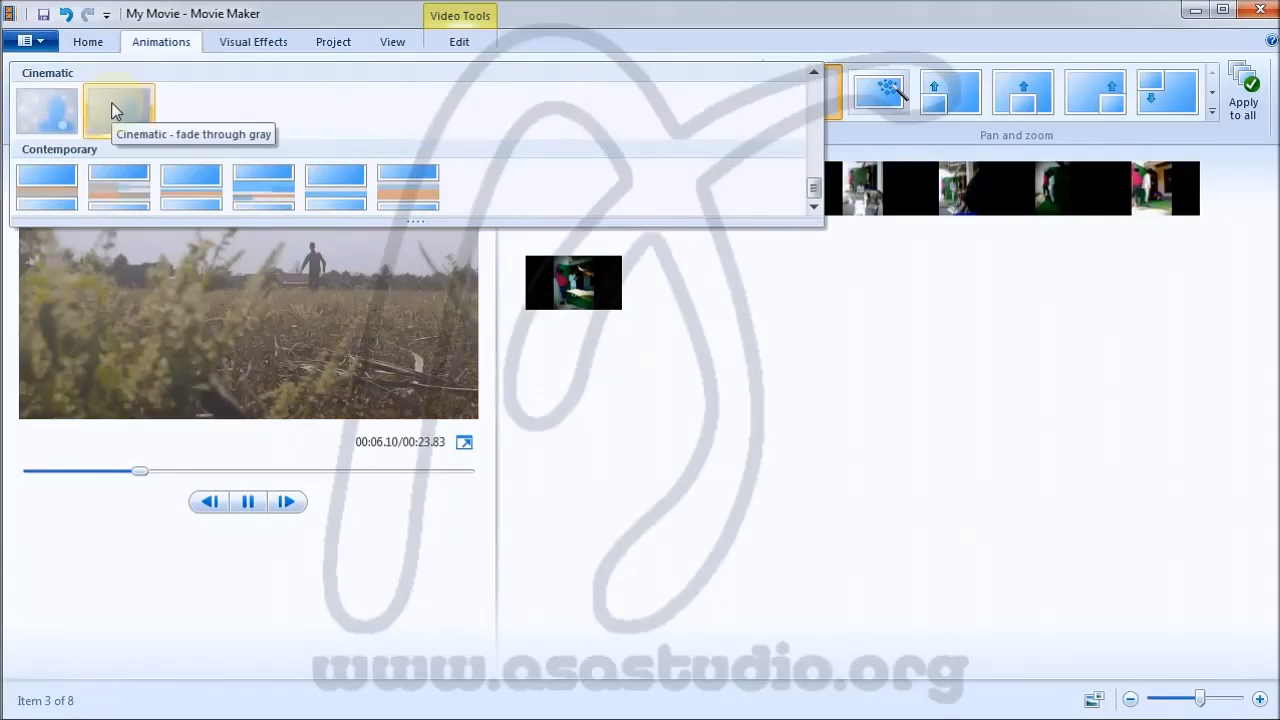 My Movie - Movie Maker
Video Tools
Home
Animations
Visual Effects
Project
View
Edit
Cinematic
Cinematic - fade through gray
Contemporary
Pan and zoom
Apply
to all
00:06.10/00:23.83
www.asastudio.org
Item 3 of 8